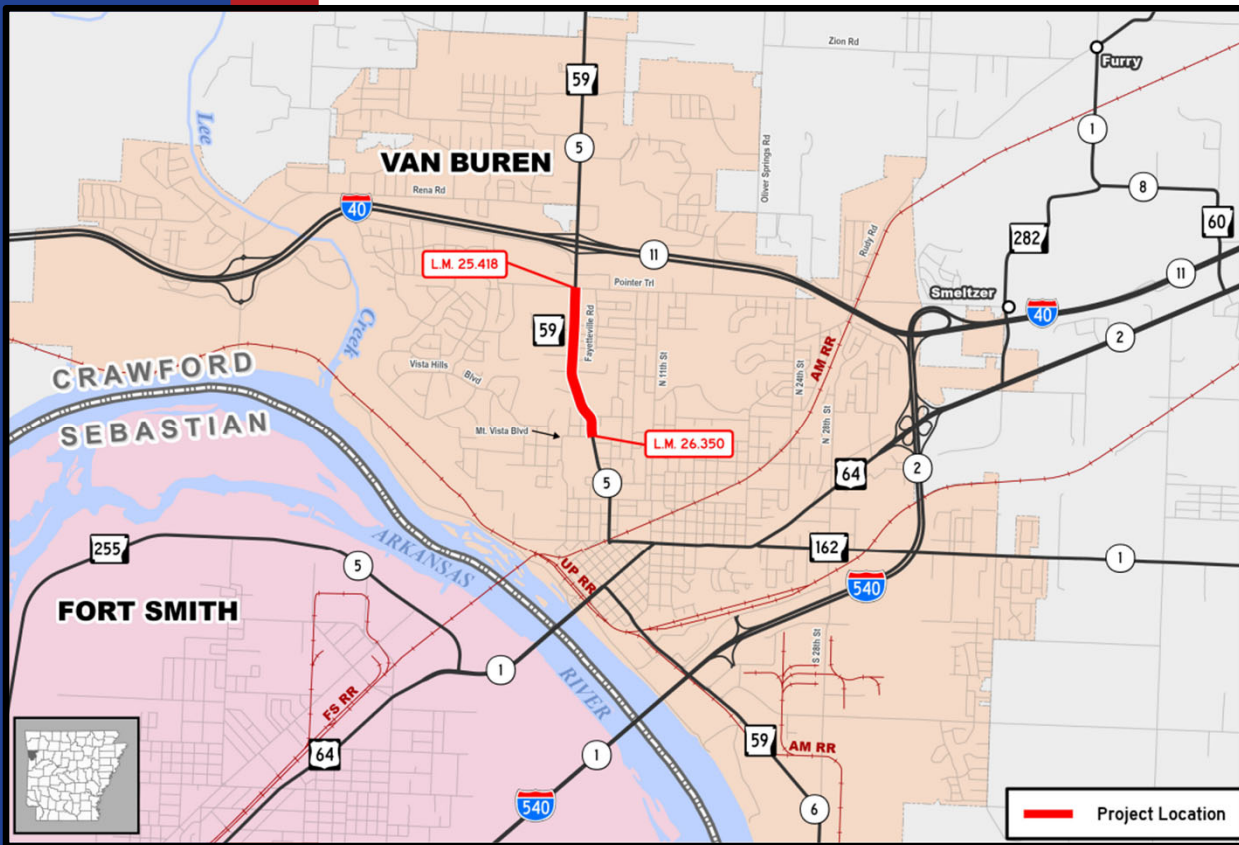 Zion Rd
Furry
59
Lee
VAN BUREN
5
1
Oliver Springs Rd
Rena Rd
8
40
60
282
Rudy Rd
11
L.M. 25.418
Pointer Trl
11
Smeltzer
40
59
Fayetteville Rd
2
Creek
N 11th St
AM RR
Vista Hills
Blvd
N 24th St
CRAWFORD
SEBASTIAN
N 28th St
Mt. Vista Blvd
L.M. 26.350
2
64
5
255
162
1
5
ARKANSAS
UP RR
540
FORT SMITH
S 28th St
1
RIVER
FS RR
59
AM RR
64
1
540
6
Project Location